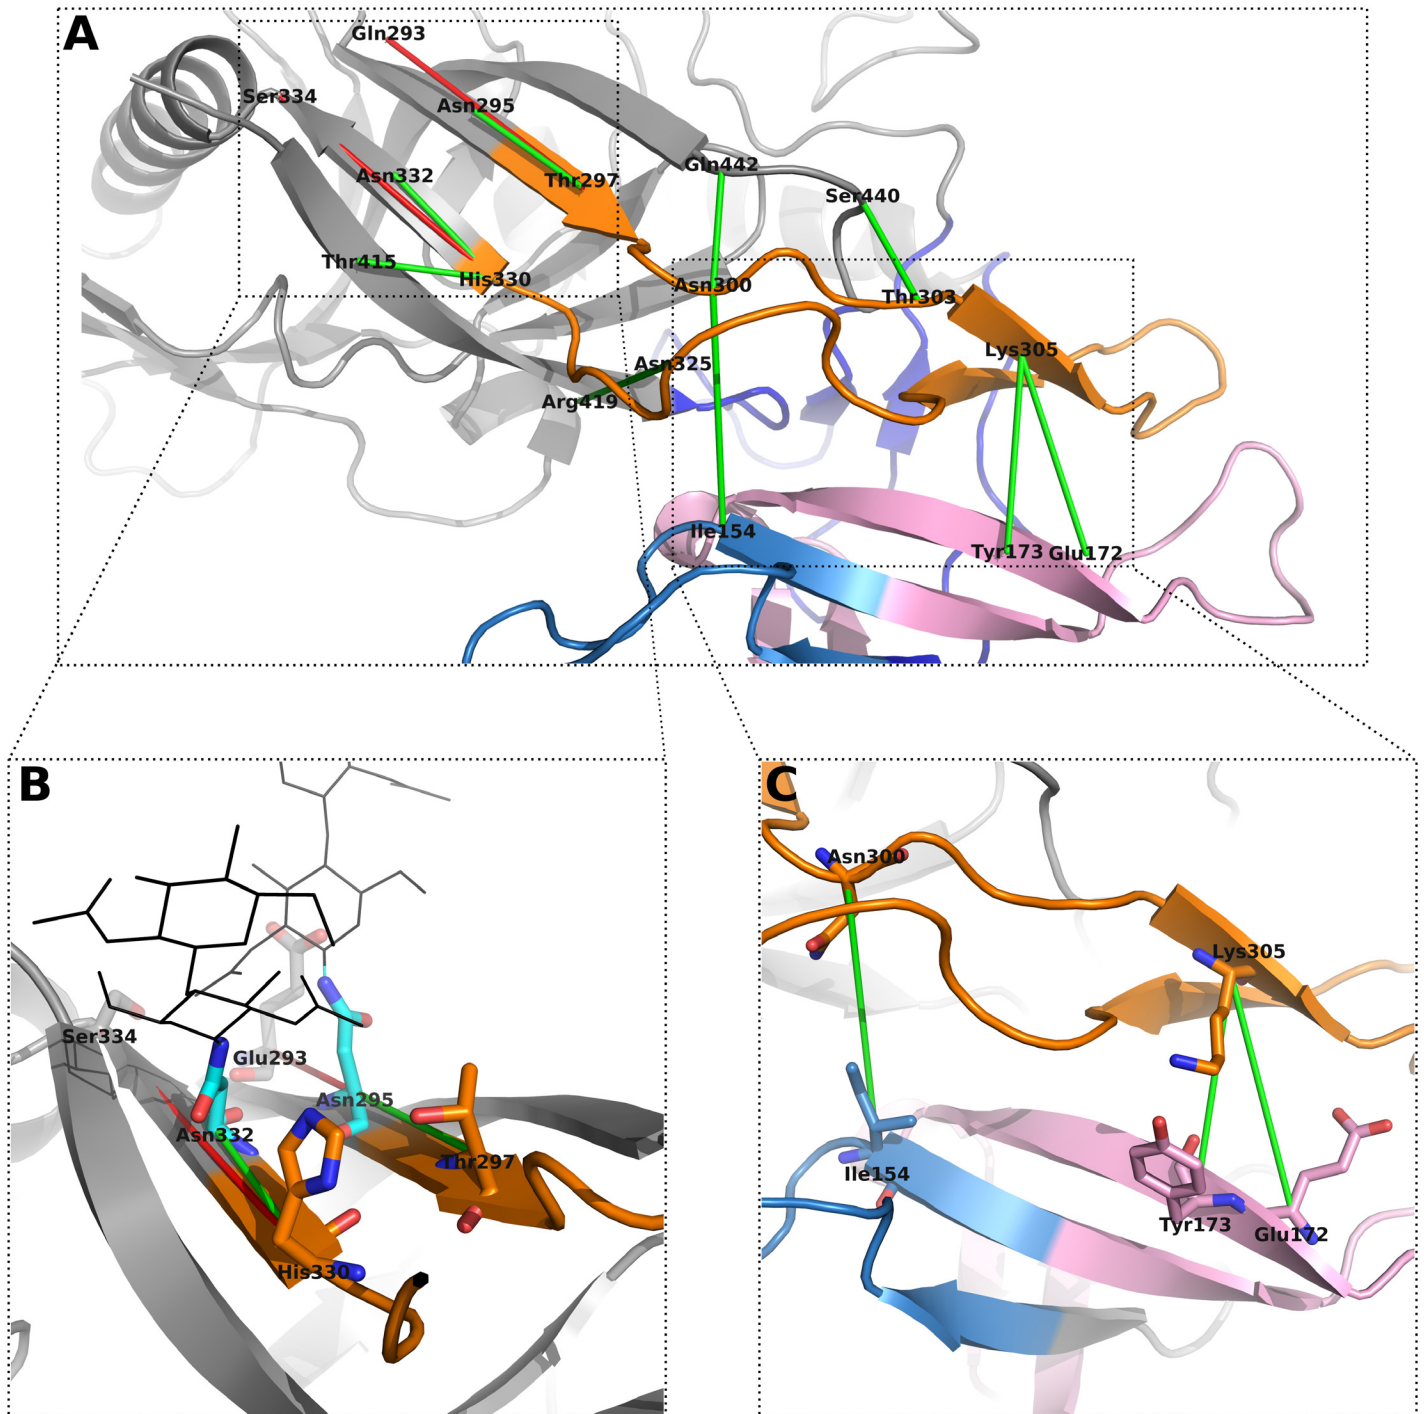 A
Gln293
Ser334
Asn295
Gln442
Asn332
Thr297
Ser440
Thr415
His330
Asn300
Thr303
Lys305
Asn325
Arg419
Ile154
Tyr173
Glu172
B
Ser334
Glu293
Asn295
Asn332
Thr297
His330
C
Asn300
Lys305
Ile154
Tyr173
Glu172